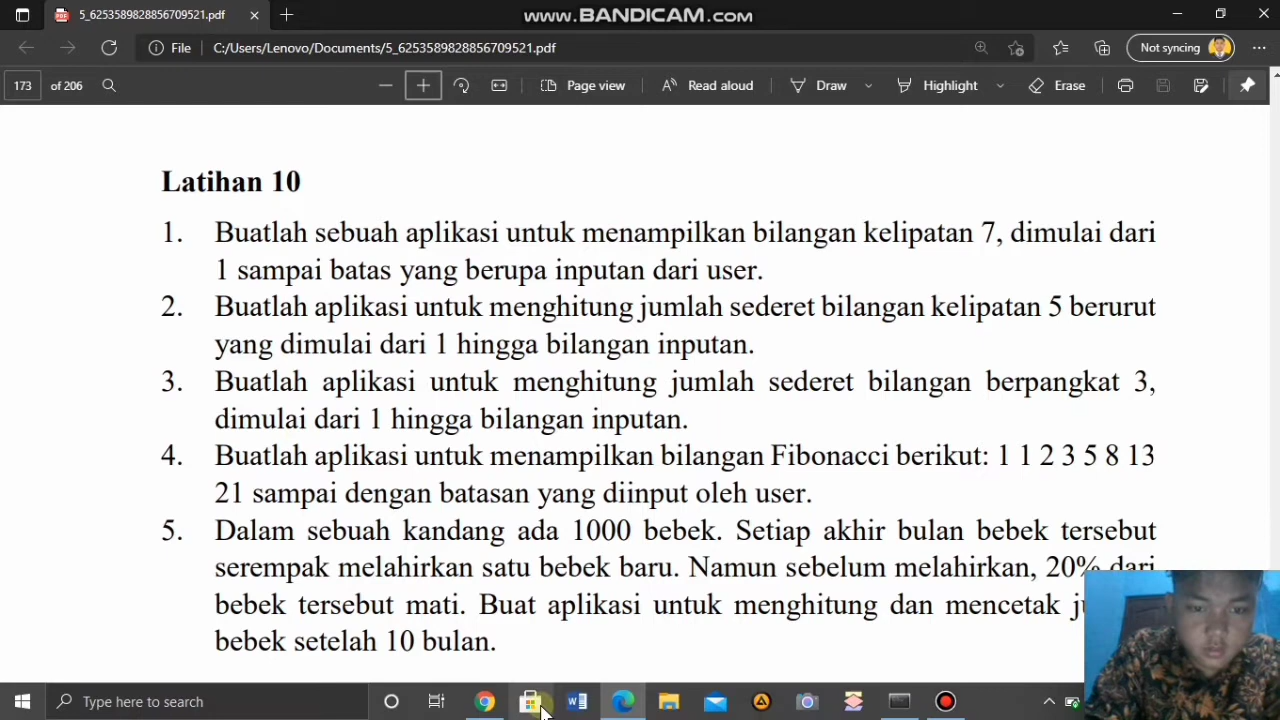 5_6253589828856709521.pdf
www.BANDICAM.com
File
C:/Users/Lenovo/Documents/5_6253589828856709521.pdf
Not syncing
173 of 206
Page view
Read aloud
Draw
Highlight
Erase
Latihan 10
1. Buatlah sebuah aplikasi untuk menampilkan bilangan kelipatan 7, dimulai dari
1 sampai batas yang berupa inputan dari user.
2. Buatlah aplikasi untuk menghitung jumlah sederet bilangan kelipatan 5 berurut
yang dimulai dari 1 hingga bilangan inputan.
3. Buatlah aplikasi untuk menghitung jumlah sederet bilangan berpangkat 3,
dimulai dari 1 hingga bilangan inputan.
4. Buatlah aplikasi untuk menampilkan bilangan Fibonacci berikut: 1 1 2 3 5 8 13
21 sampai dengan batasan yang diinput oleh user.
5. Dalam sebuah kandang ada 1000 bebek. Setiap akhir bulan bebek tersebut
serempak melahirkan satu bebek baru. Namun sebelum melahirkan, 20% dari
bebek tersebut mati. Buat aplikasi untuk menghitung dan mencetak
bebek setelah 10 bulan.
Type here to search